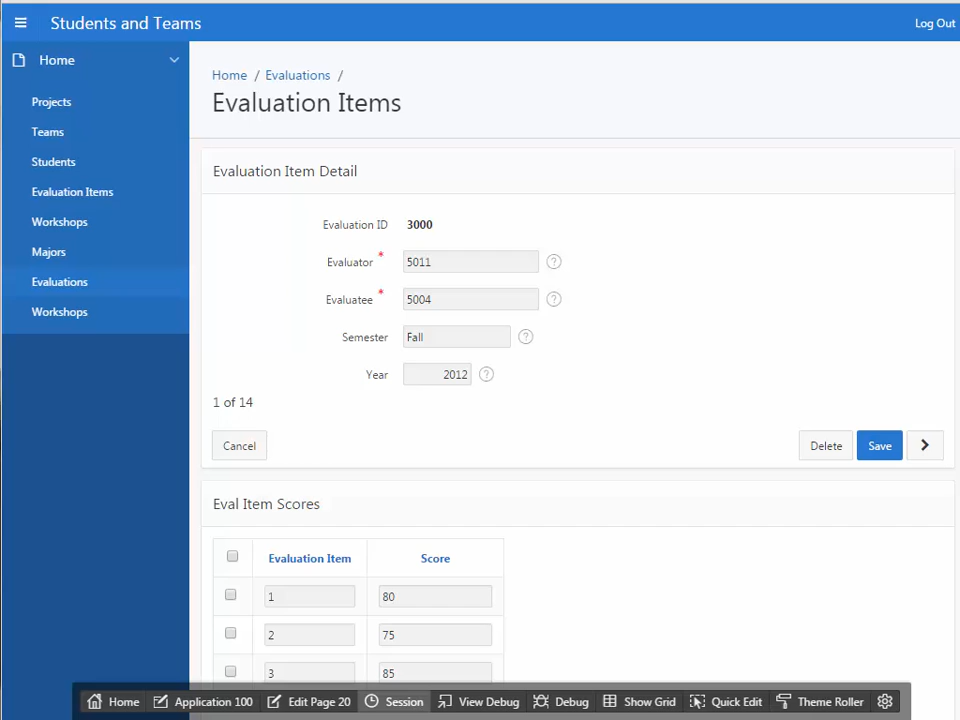 Students and Teams
Log Out
Home
Projects
Teams
Students
Evaluation Items
Workshops
Majors
Evaluations
Workshops
Home / Evaluations /
Evaluation Items
Evaluation Item Detail
Evaluation ID 3000
Evaluator * 5011 ?
Evaluatee * 5004 ?
Semester Fall ?
Year 2012 ?
1 of 14
Cancel Delete Save
Eval Item Scores
Evaluation Item Score
1 80
2 75
3 85
Home Application 100 Edit Page 20 Session View Debug Debug Show Grid Quick Edit Theme Roller